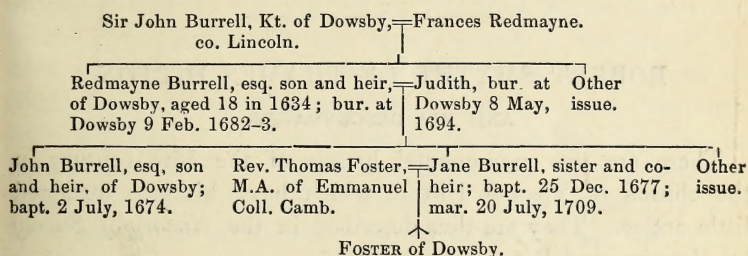 Sir John Burrell, Kt. of Dowsby,=Frances Redmayne.
co. Lincoln.
Redmayne Burrell, esq. son and heir,=Judith, bur. at Other
of Dowsby, aged 18 in 1634; bur. at Dowsby 8 May, issue.
Dowsby 9 Feb. 1682-3. 1694.
John Burrell, esq, son Rev. Thomas Foster,=Jane Burrell, sister and co- Other
and heir, of Dowsby; M.A. of Emmanuel heir; bapt. 25 Dec. 1677; issue.
bapt. 2 July, 1674. Coll. Camb. mar. 20 July, 1709.
FOSTER of Dowsby.